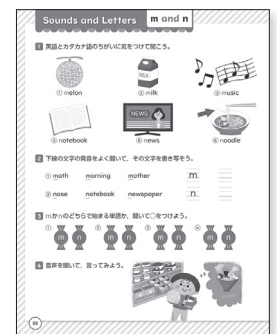 Sounds and Letters m and n
1 英語とカタカナ語のちがいに気をつけて聞こう。
MILK
① melon ② milk ③ music
NEWS
④ notebook ⑤ news ⑥ noodle
2 下線の文字の発音をよく聞いて、その文字を書き写そう。
① math morning mother m
② nose notebook newspaper n
3 mかnのどちらで始まる単語か、聞いて○をつけよう。
① m n ② m n ③ m n ④ m n
4 音声を聞いて、言ってみよう。